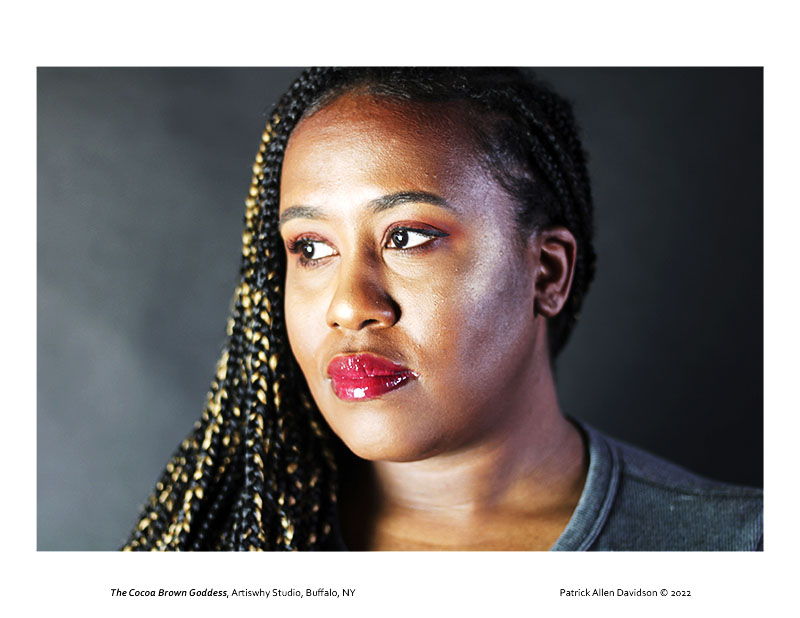 The Cocoa Brown Goddess, Artiswhy Studio, Buffalo, NY
Patrick Allen Davidson © 2022